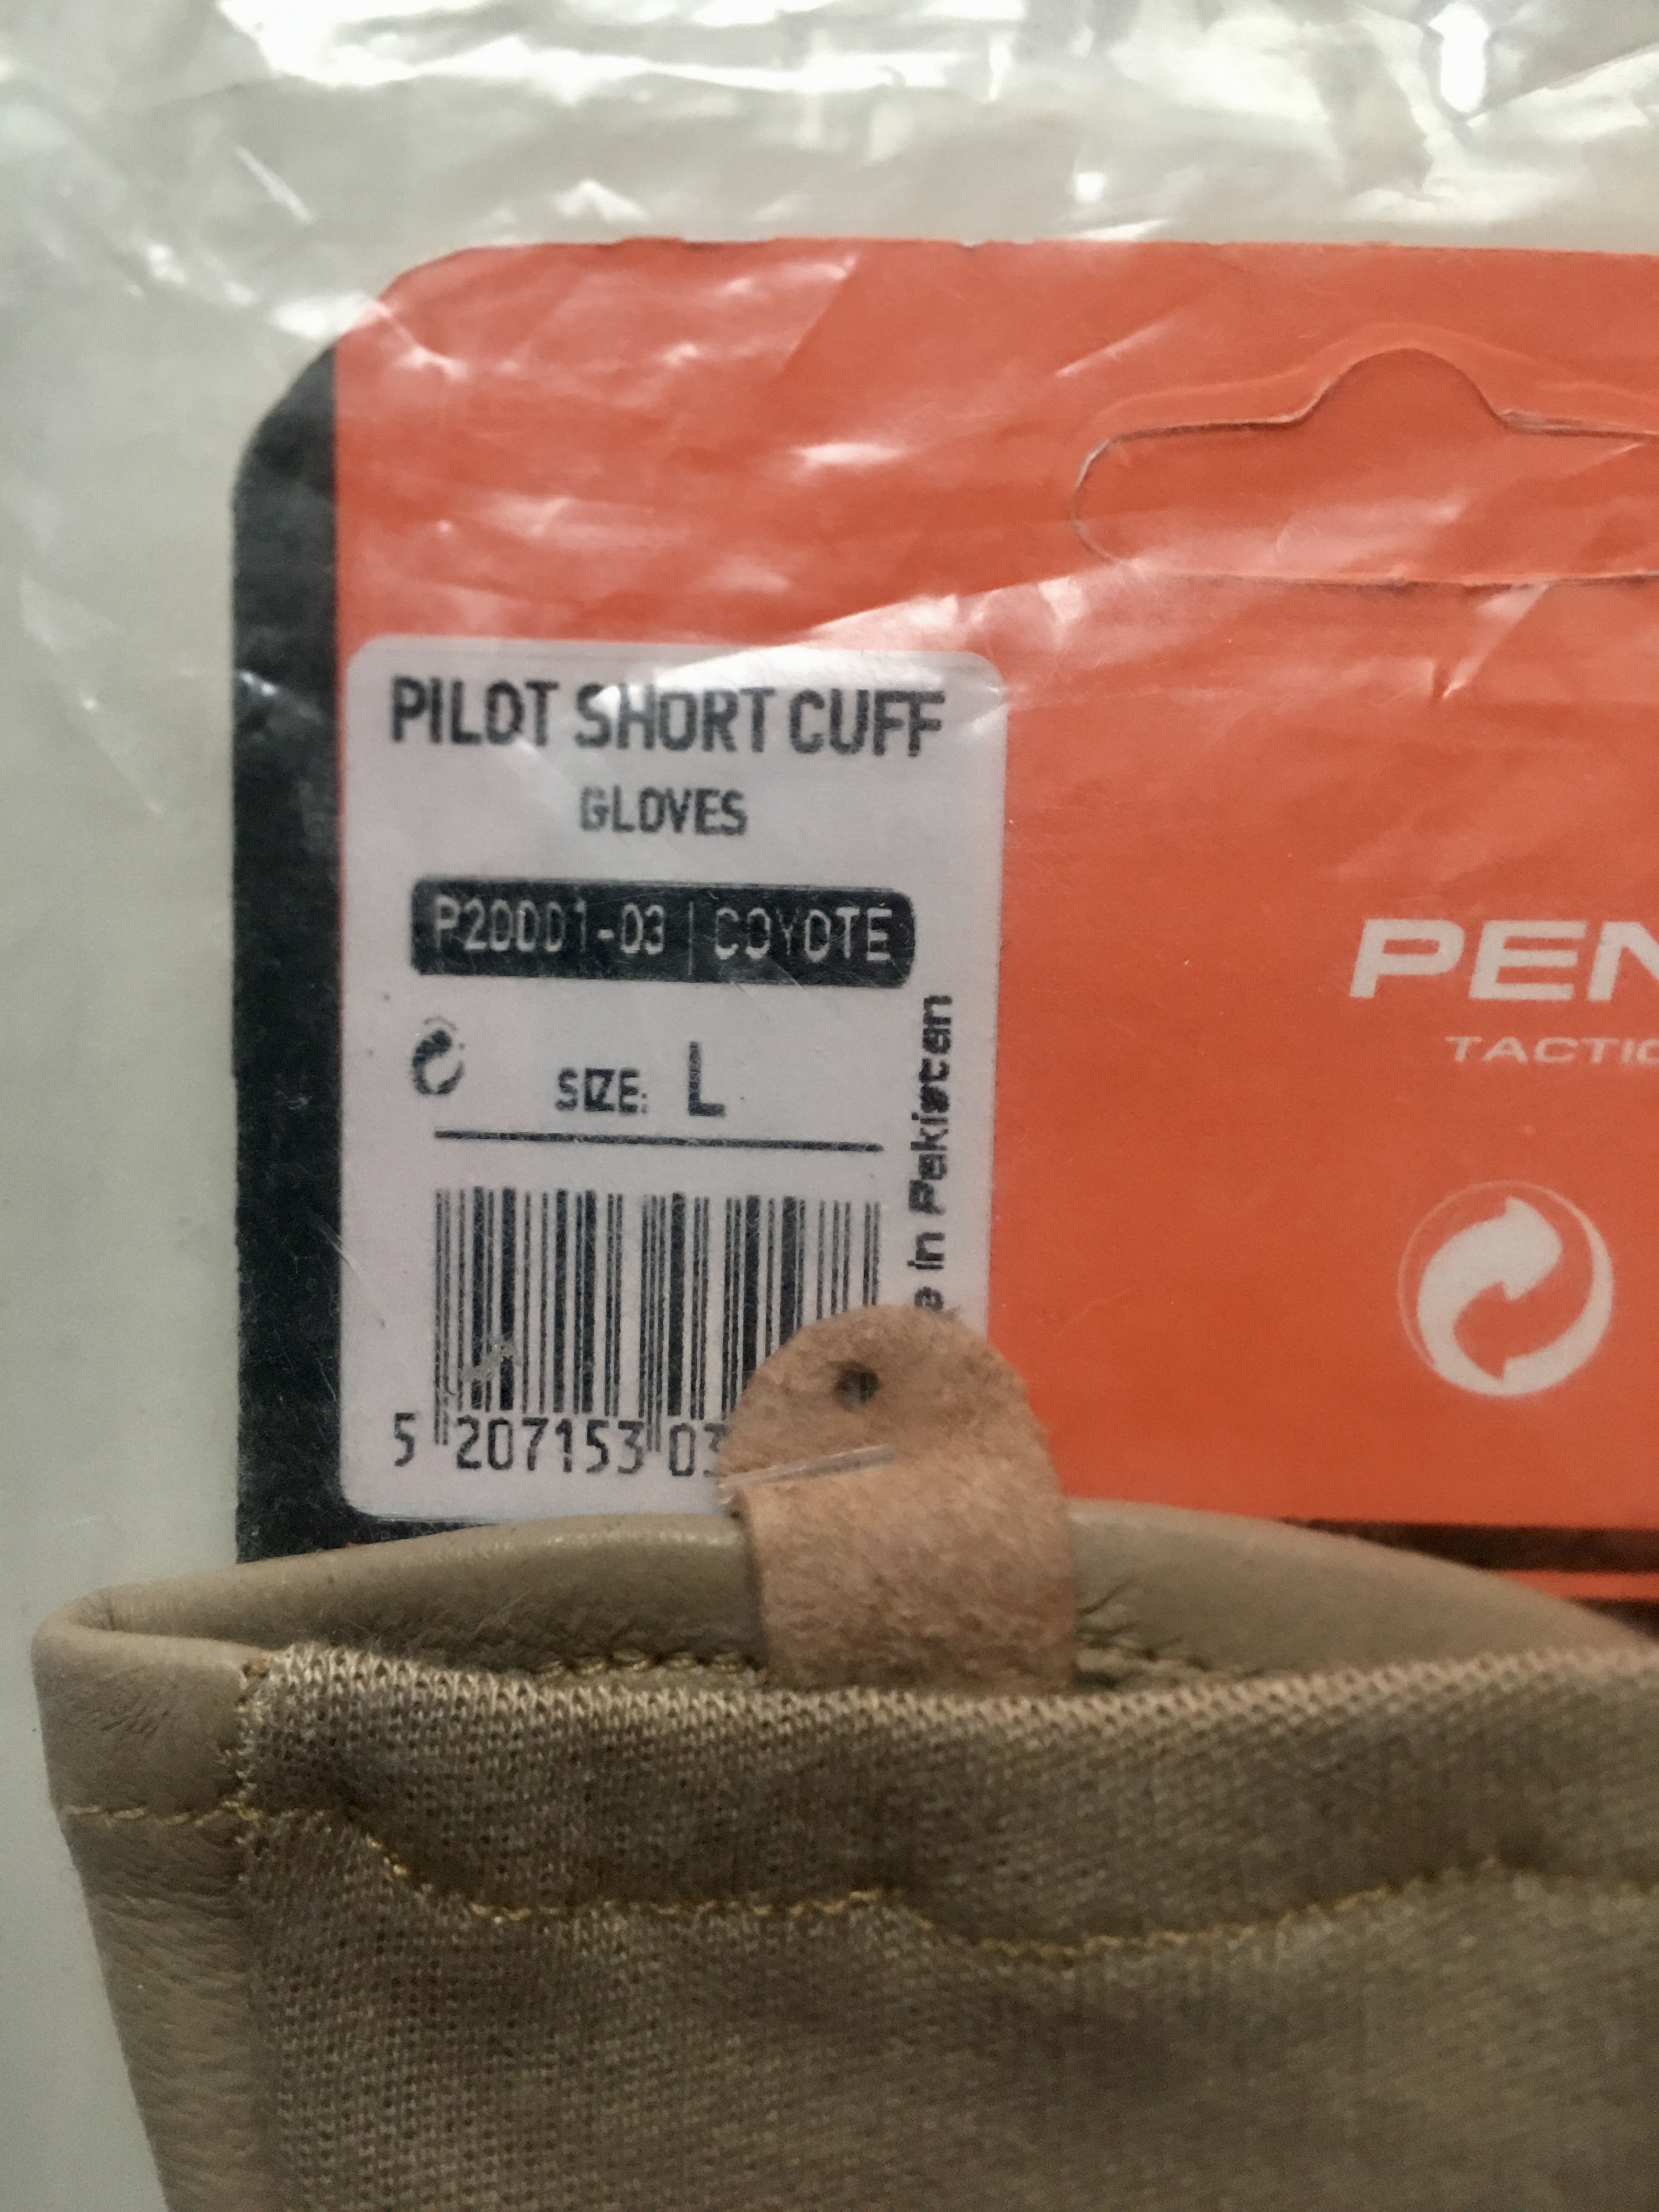 PILOT SHORT CUFF
GLOVES
P20001-03 | COYOTE
SIZE: L
e in Pakistan
5 207153 03
PEN
TACTIC